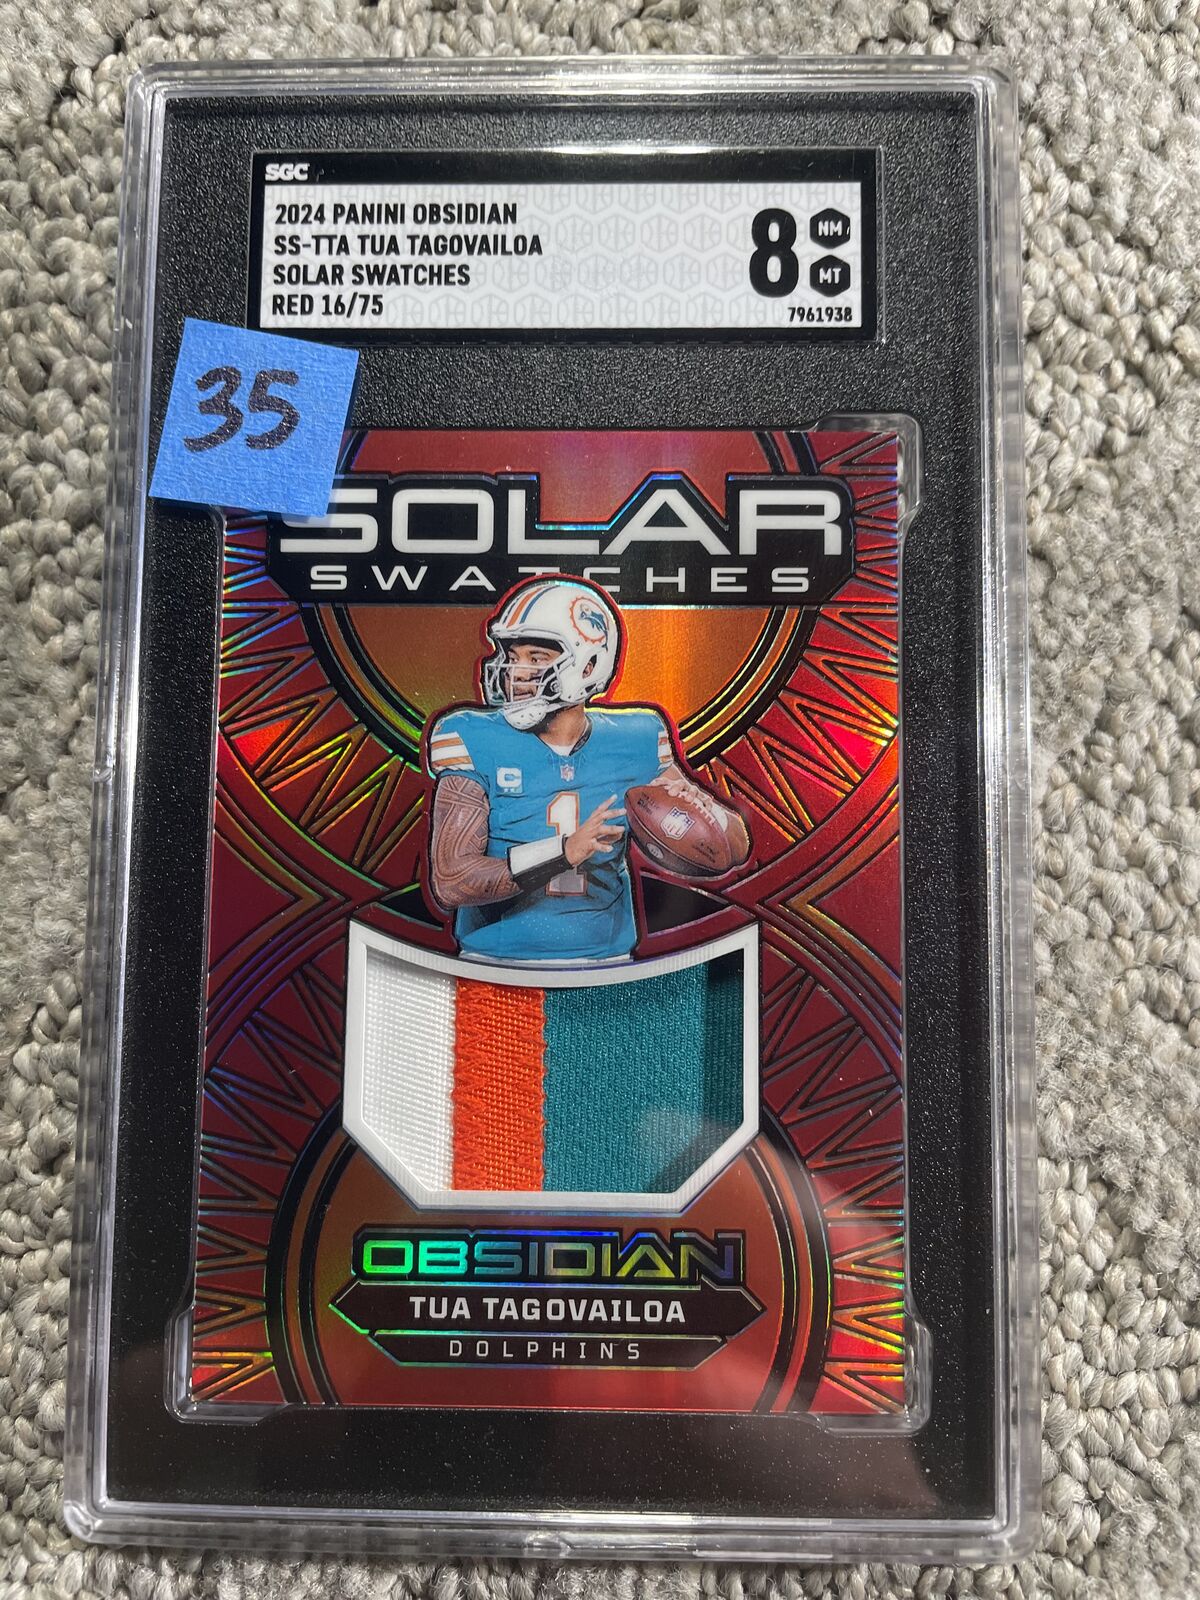 SGC
2024 PANINI OBSIDIAN
SS-TTA TUA TAGOVAILOA
SOLAR SWATCHES
RED 16/75
8
NM
MT
7961938
35
SOLAR
SWATCHES
C
1
OBSIDIAN
TUA TAGOVAILOA
DOLPHINS